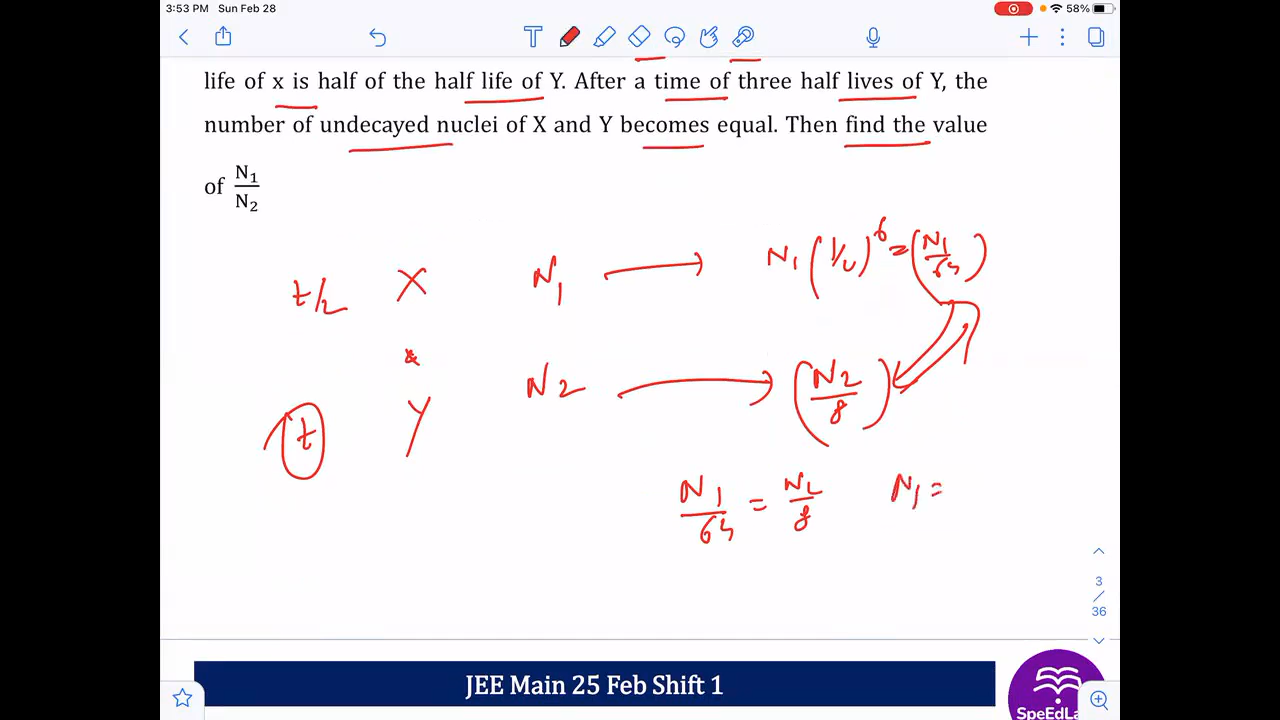 3:53 PM Sun Feb 28
58%
life of x is half of the half life of Y. After a time of three half lives of Y, the
number of undecayed nuclei of X and Y becomes equal. Then find the value
of N₁/N₂
t/2 X N₁ → N₁(1/2)⁶ = (N₁/64)
&
t Y N2 → (N2/8)
N₁/64 = N₂/8 N₁ =
3
/
36
JEE Main 25 Feb Shift 1